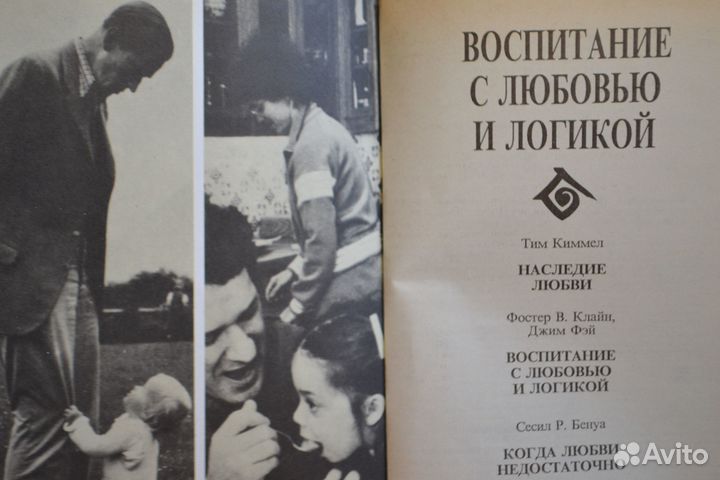 ВОСПИТАНИЕ
С ЛЮБОВЬЮ
И ЛОГИКОЙ
Тим Киммел
НАСЛЕДИЕ
ЛЮБВИ
Фостер В. Клайн,
Джим Фэй
ВОСПИТАНИЕ
С ЛЮБОВЬЮ
И ЛОГИКОЙ
Сесил Р. Бенуа
КОГДА ЛЮБВИ
НЕДОСТАТОЧНО
Avito